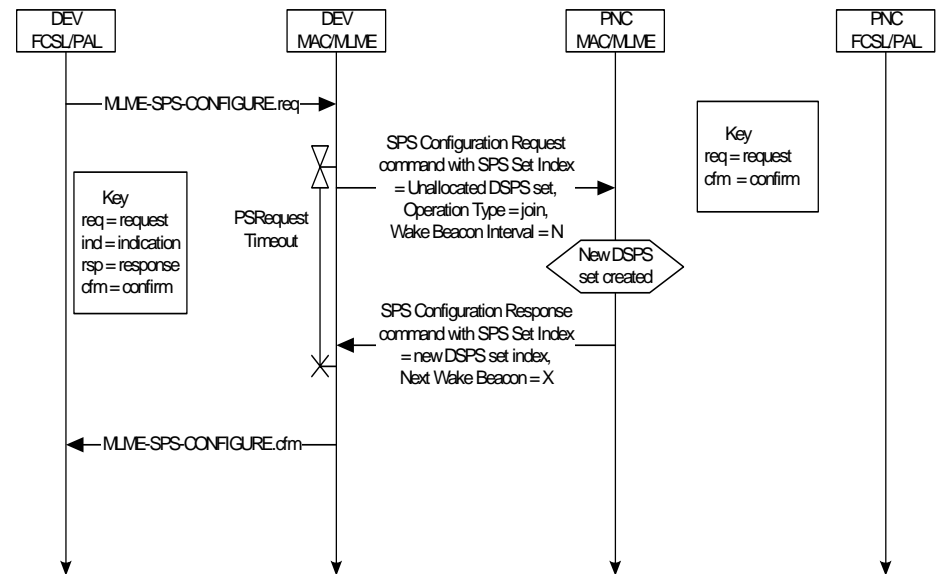 DEV
FCSL/PAL
DEV
MAC/MLME
PNC
MAC/MLME
PNC
FCSL/PAL
MLME-SPS-CONFIGURE.req
Key
req = request
cfm = confirm
SPS Configuration Request
command with SPS Set Index
= Unallocated DSPS set,
Operation Type = join,
Wake Beacon Interval = N
Key
req = request
ind = indication
rsp = response
cfm = confirm
PSRequest
Timeout
New DSPS
set created
SPS Configuration Response
command with SPS Set Index
= new DSPS set index,
Next Wake Beacon = X
MLME-SPS-CONFIGURE.cfm